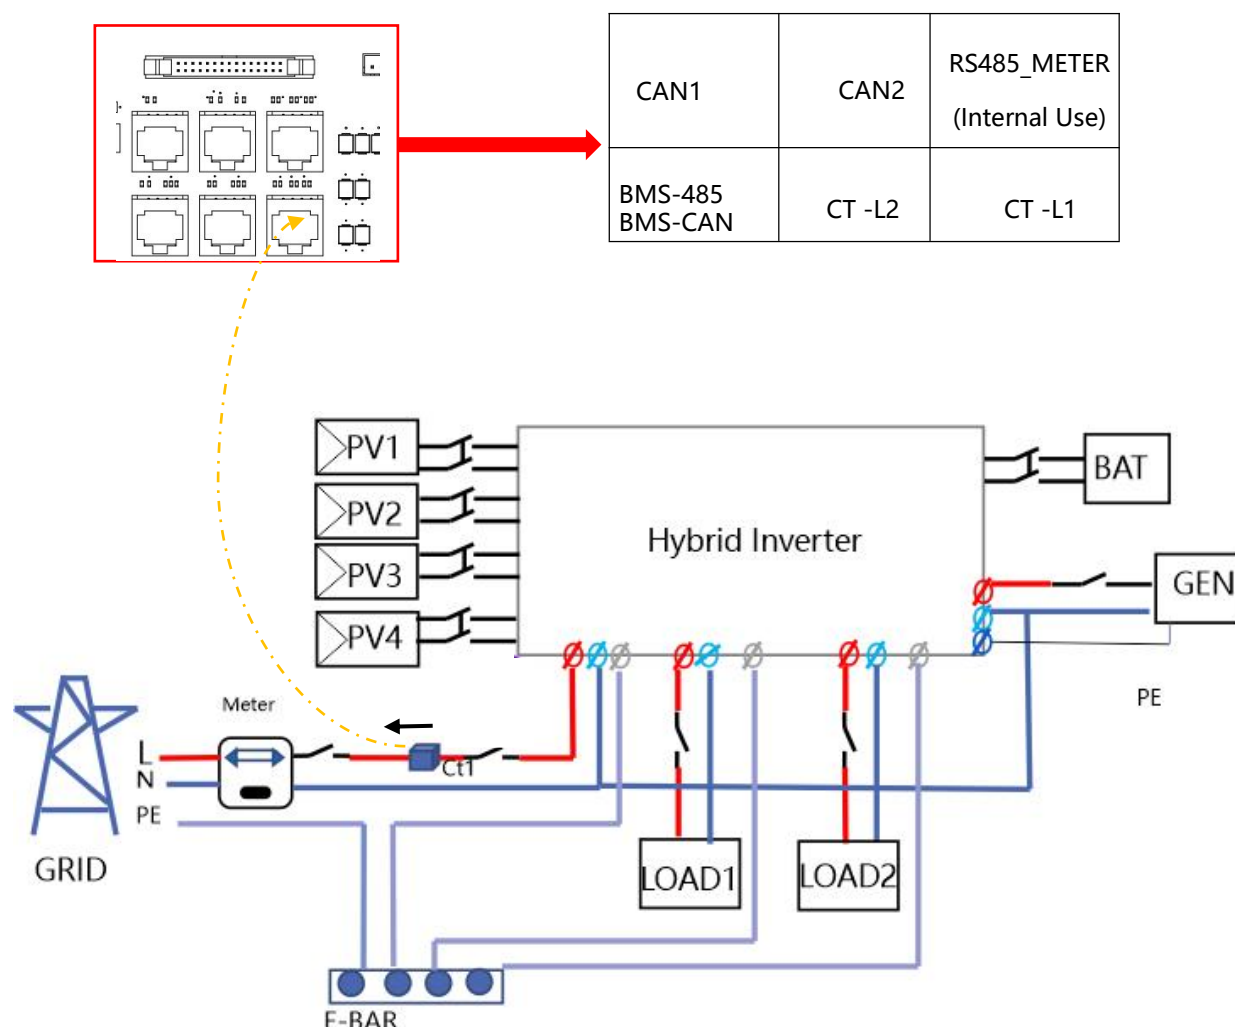 CAN1
CAN2
RS485_METER
(Internal Use)
BMS-485
BMS-CAN
CT -L2
CT -L1
PV1
PV2
PV3
PV4
Hybrid Inverter
BAT
GEN
PE
Meter
L
N
PE
Ct1
GRID
LOAD1
LOAD2
E-BAR